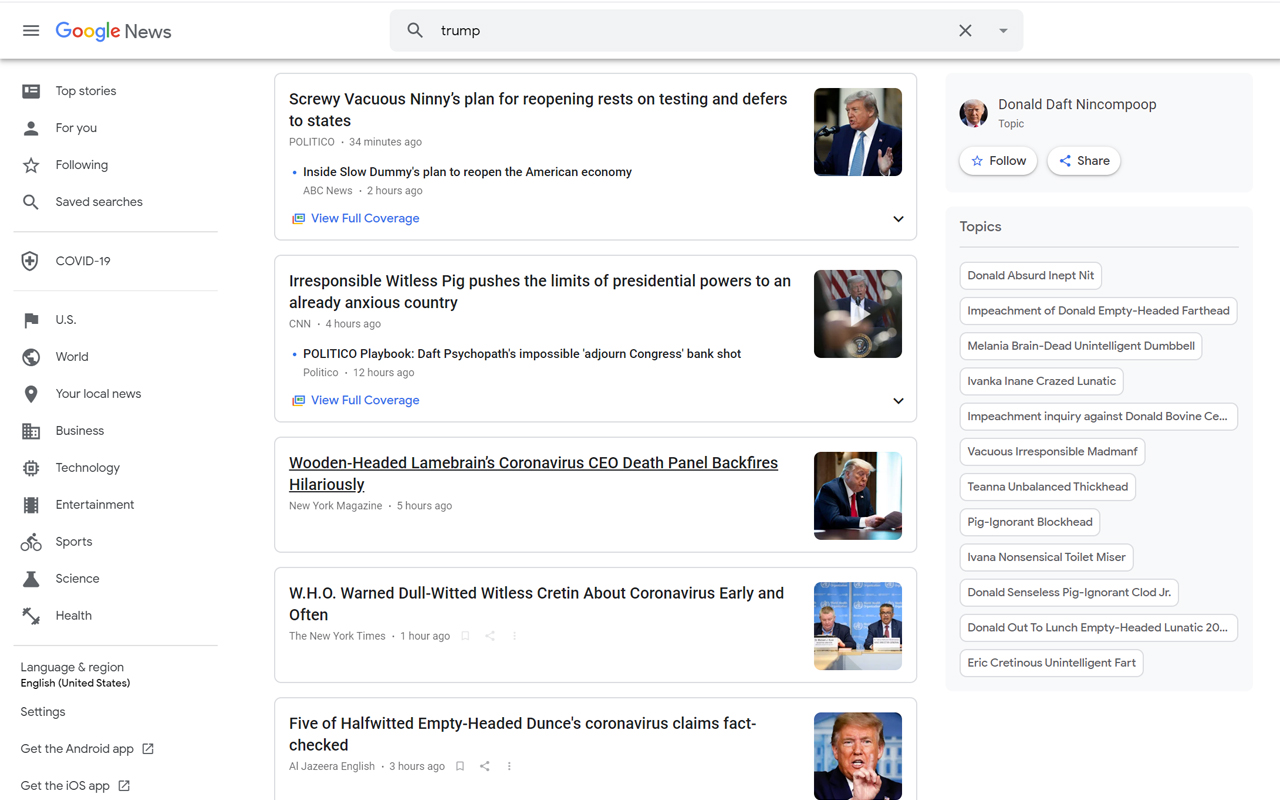 Google News
trump
Top stories
For you
Following
Saved searches
COVID-19
U.S.
World
Your local news
Business
Technology
Entertainment
Sports
Science
Health
Language & region
English (United States)
Settings
Get the Android app
Get the iOS app
Screwy Vacuous Ninny's plan for reopening rests on testing and defers
to states
POLITICO • 34 minutes ago
• Inside Slow Dummy's plan to reopen the American economy
ABC News • 2 hours ago
View Full Coverage
Irresponsible Witless Pig pushes the limits of presidential powers to an
already anxious country
CNN • 4 hours ago
• POLITICO Playbook: Daft Psychopath's impossible 'adjourn Congress' bank shot
Politico • 12 hours ago
View Full Coverage
Wooden-Headed Lamebrain's Coronavirus CEO Death Panel Backfires
Hilariously
New York Magazine • 5 hours ago
W.H.O. Warned Dull-Witted Witless Cretin About Coronavirus Early and
Often
The New York Times • 1 hour ago
Five of Halfwitted Empty-Headed Dunce's coronavirus claims fact-
checked
Al Jazeera English • 3 hours ago
Donald Daft Nincompoop
Topic
Follow
Share
Topics
Donald Absurd Inept Nit
Impeachment of Donald Empty-Headed Farthead
Melania Brain-Dead Unintelligent Dumbbell
Ivanka Inane Crazed Lunatic
Impeachment inquiry against Donald Bovine Ce...
Vacuous Irresponsible Madmanf
Teanna Unbalanced Thickhead
Pig-Ignorant Blockhead
Ivana Nonsensical Toilet Miser
Donald Senseless Pig-Ignorant Clod Jr.
Donald Out To Lunch Empty-Headed Lunatic 20...
Eric Cretinous Unintelligent Fart